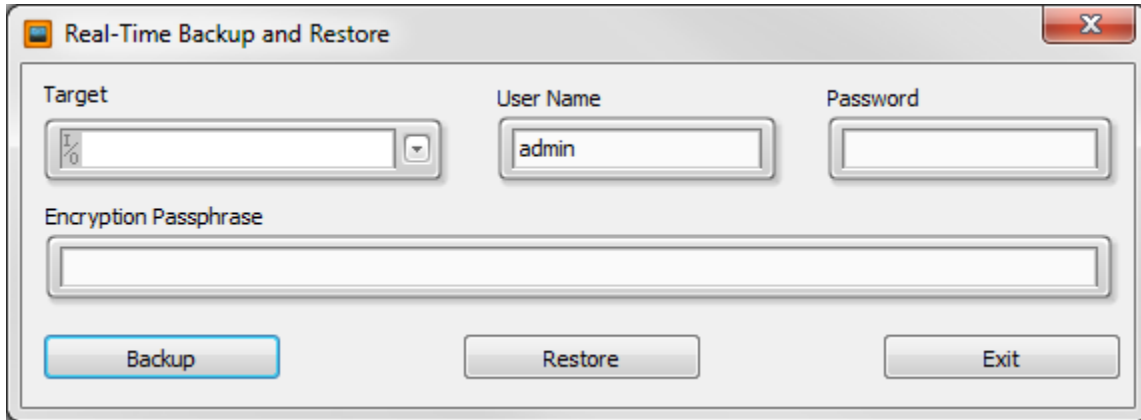 Real-Time Backup and Restore
Target
User Name
Password
I/O
admin
Encryption Passphrase
Backup
Restore
Exit